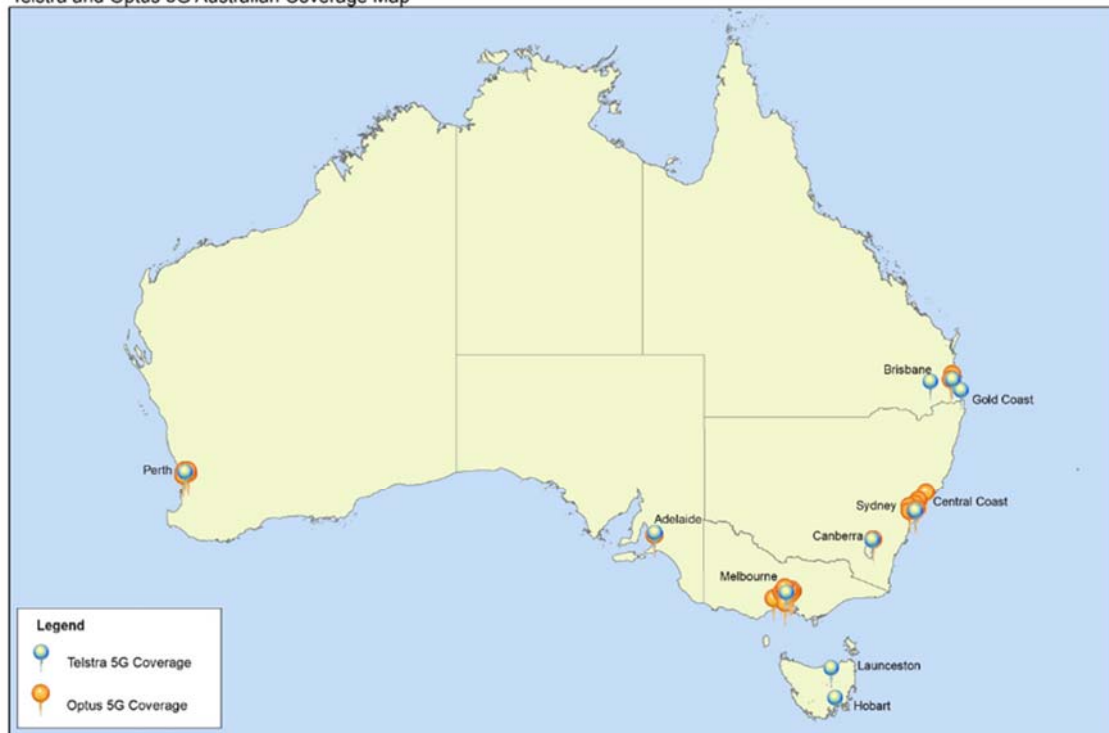 Telstra and Optus 5G Australian Coverage Map
Brisbane
Gold Coast
Perth
Sydney
Central Coast
Adelaide
Canberra
Melbourne
Launceston
Hobart
Legend
Telstra 5G Coverage
Optus 5G Coverage